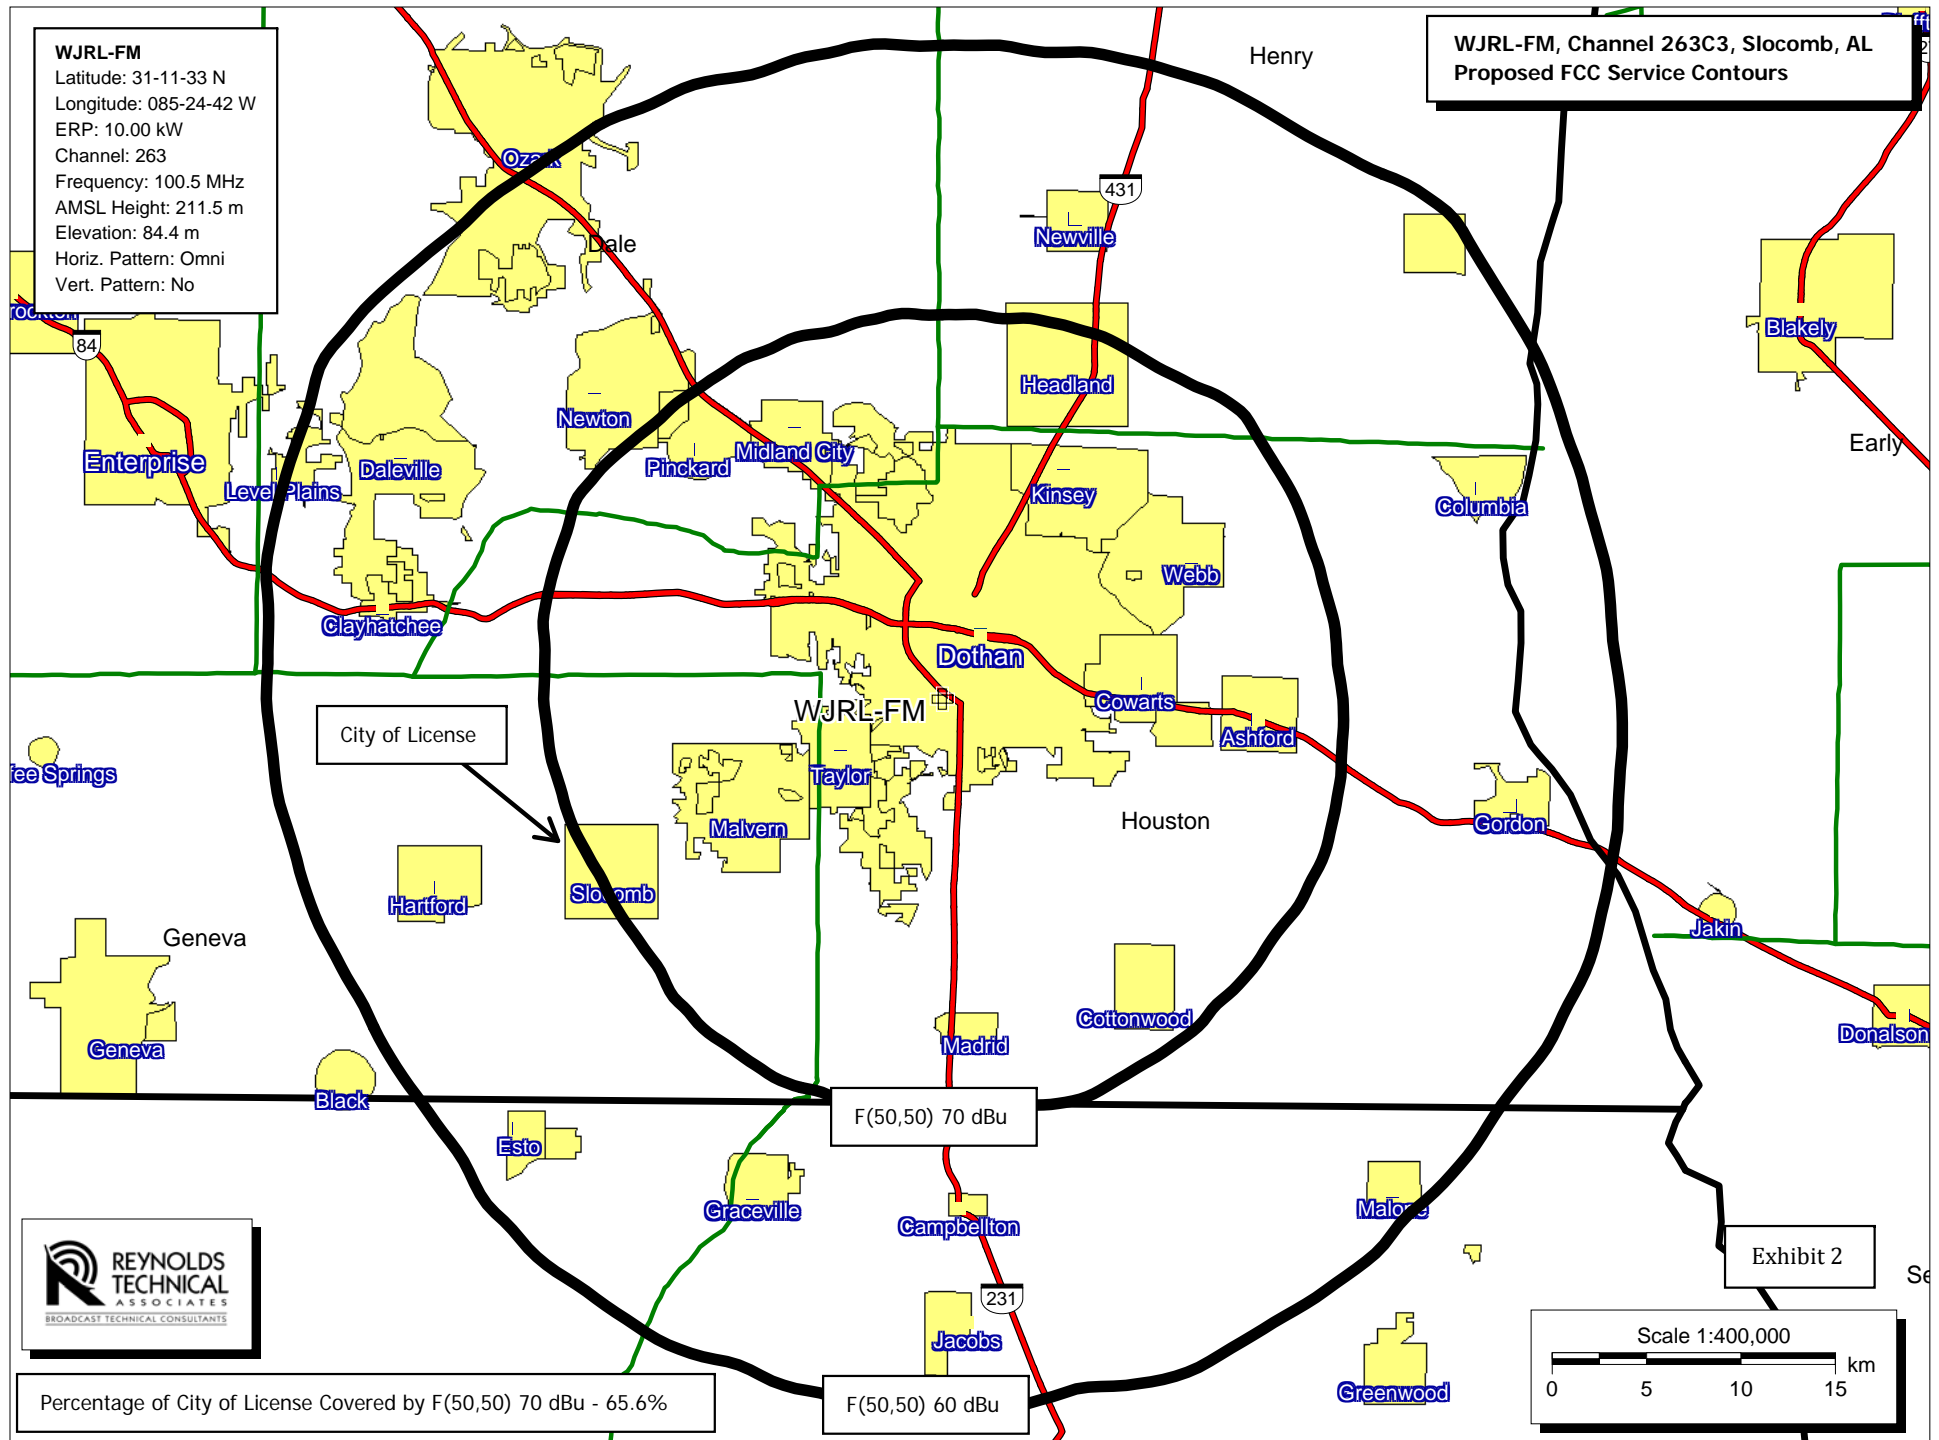 WJRL-FM
Latitude: 31-11-33 N
Longitude: 085-24-42 W
ERP: 10.00 kW
Channel: 263
Frequency: 100.5 MHz
AMSL Height: 211.5 m
Elevation: 84.4 m
Horiz. Pattern: Omni
Vert. Pattern: No
WJRL-FM, Channel 263C3, Slocomb, AL
Proposed FCC Service Contours
Henry
Ozark
431
Dale
Newville
84
Blakely
Headland
Newton
Early
Midland City
Enterprise
Daleville
Pinckard
Level Plains
Kinsey
Columbia
Webb
Clayhatchee
Dothan
Cowarts
WJRL-FM
City of License
Ashford
fee Springs
Taylor
Malvern
Houston
Gordon
Slocomb
Hartford
Jakin
Geneva
Cottonwood
Donalson
Madrid
Geneva
Black
F(50,50) 70 dBu
Esto
Graceville
Campbellton
Malone
Exhibit 2
REYNOLDS
TECHNICAL
ASSOCIATES
BROADCAST TECHNICAL CONSULTANTS
231
Jacobs
Scale 1:400,000
km
0 5 10 15
Greenwood
Percentage of City of License Covered by F(50,50) 70 dBu - 65.6%
F(50,50) 60 dBu